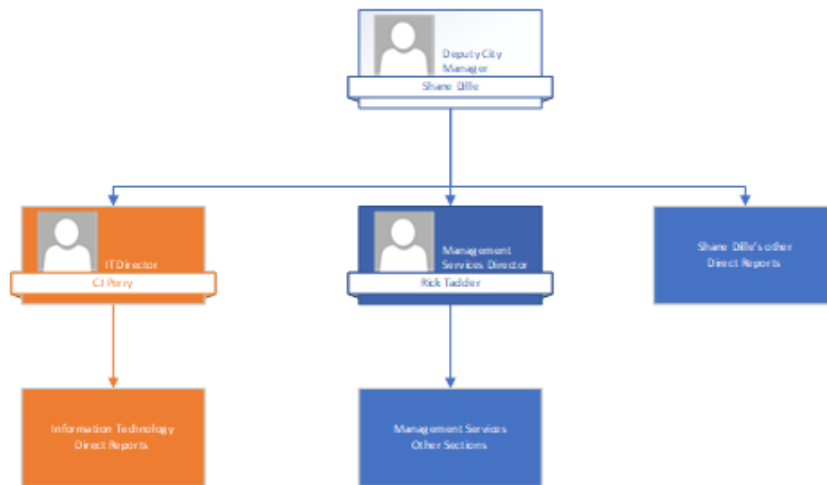 Deputy City
Manager
Shane Dille
IT Director
CJ Perry
Management
Services Director
Rick Tadder
Shane Dille's other
Direct Reports
Information Technology
Direct Reports
Management Services
Other Sections